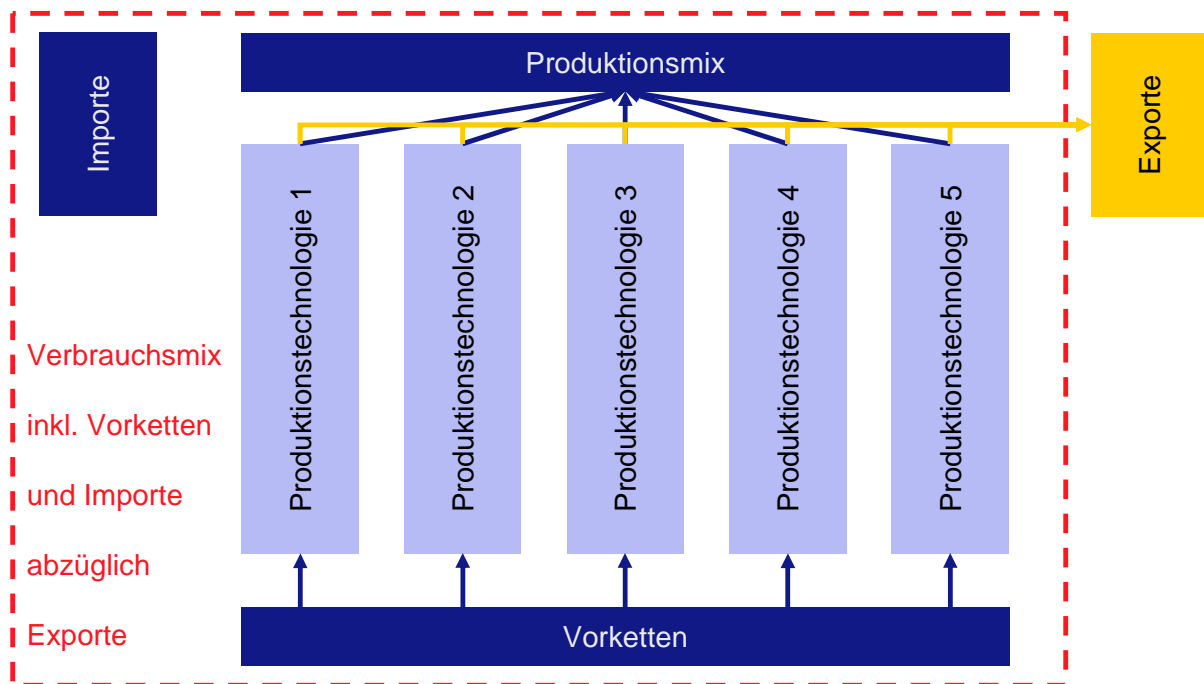 Importe
Produktionsmix
Exporte
Produktionstechnologie 1
Produktionstechnologie 2
Produktionstechnologie 3
Produktionstechnologie 4
Produktionstechnologie 5
Verbrauchsmix
inkl. Vorketten
und Importe
abzüglich
Exporte
Vorketten